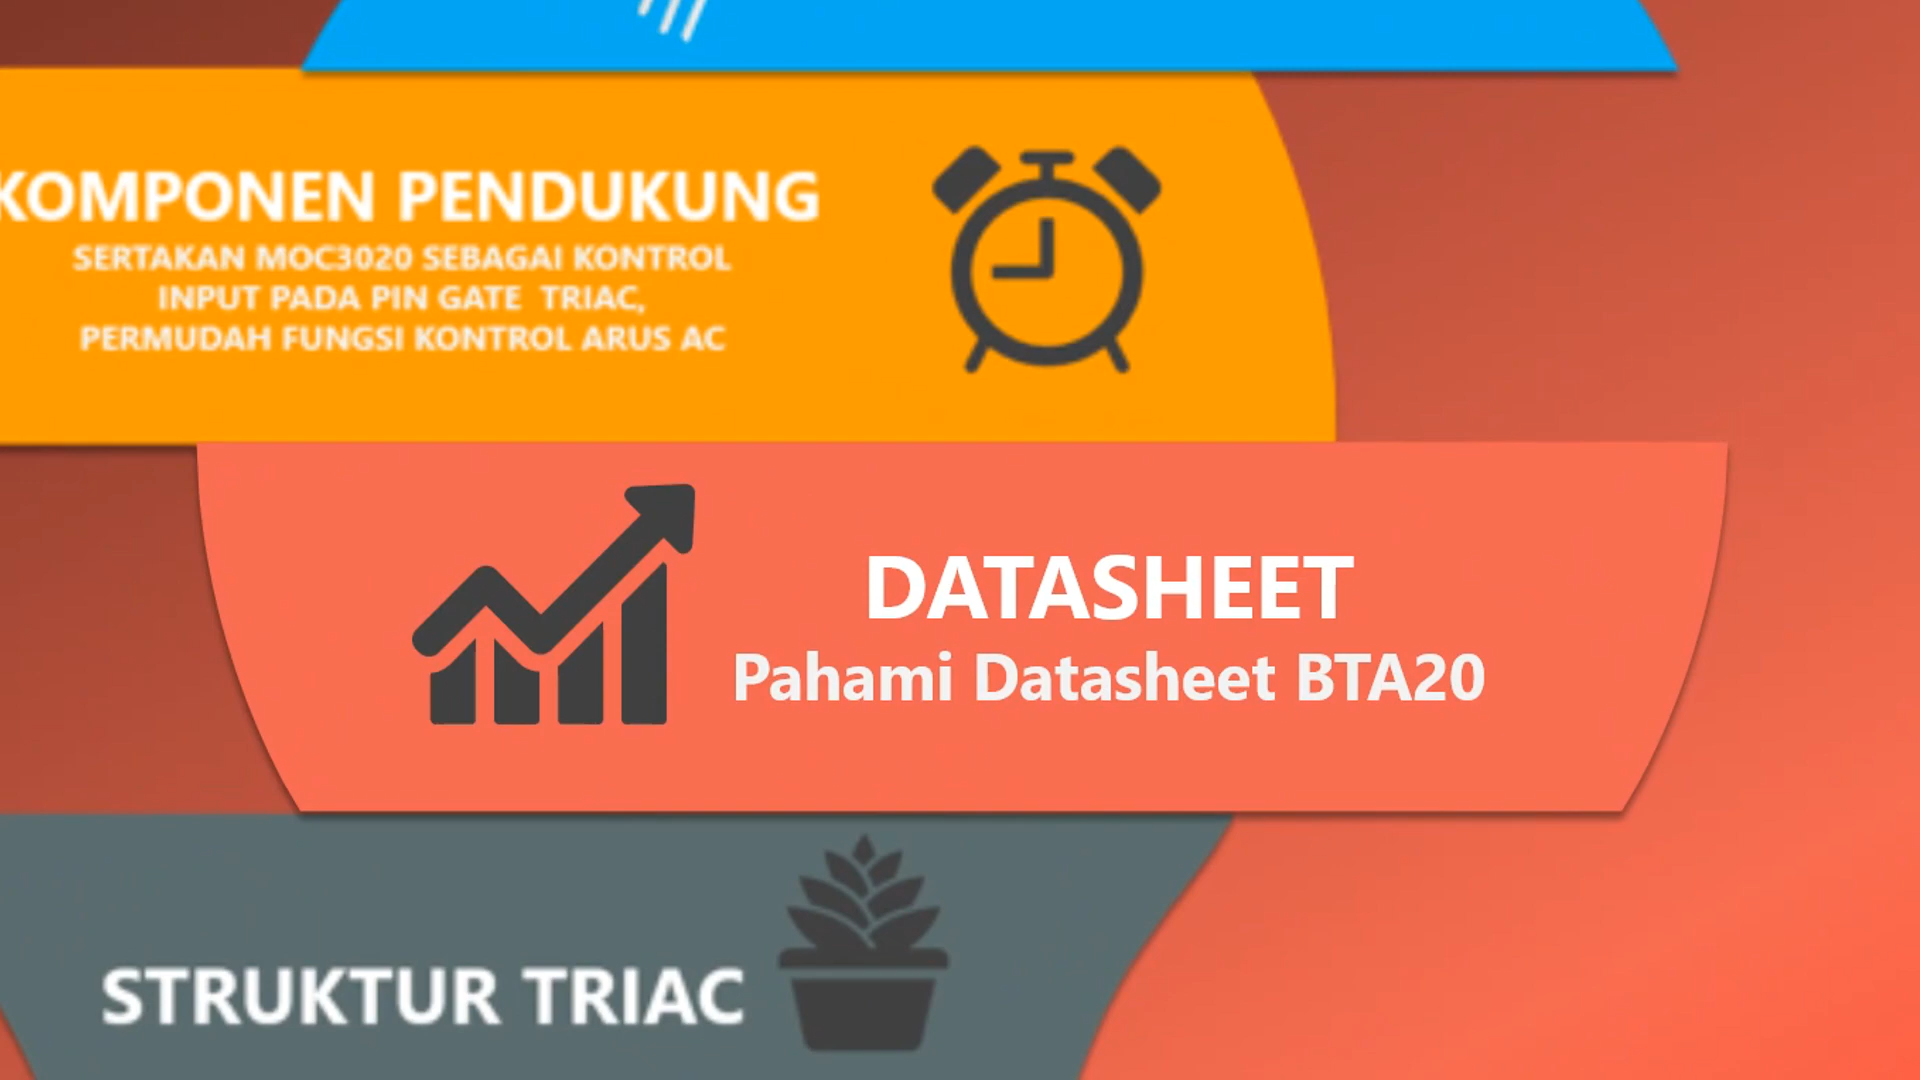 KOMPONEN PENDUKUNG
SERTAKAN MOC3020 SEBAGAI KONTROL
INPUT PADA PIN GATE TRIAC,
PERMUDAH FUNGSI KONTROL ARUS AC
DATASHEET
Pahami Datasheet BTA20
STRUKTUR TRIAC